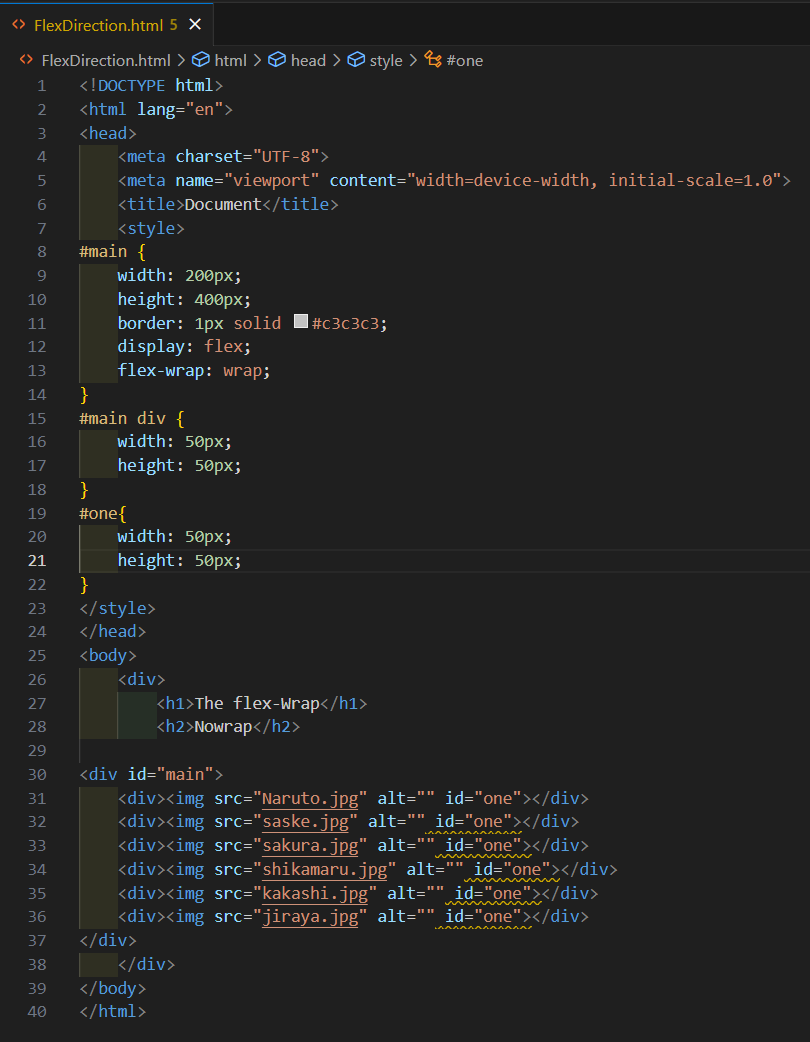 FlexDirection.html 5
FlexDirection.html > html > head > style > #one
1 <!DOCTYPE html>
2 <html lang="en">
3 <head>
4     <meta charset="UTF-8">
5     <meta name="viewport" content="width=device-width, initial-scale=1.0">
6     <title>Document</title>
7     <style>
8 #main {
9     width: 200px;
10     height: 400px;
11     border: 1px solid #c3c3c3;
12     display: flex;
13     flex-wrap: wrap;
14 }
15 #main div {
16     width: 50px;
17     height: 50px;
18 }
19 #one{
20     width: 50px;
21     height: 50px;
22 }
23 </style>
24 </head>
25 <body>
26     <div>
27         <h1>The flex-Wrap</h1>
28         <h2>Nowrap</h2>
29
30 <div id="main">
31     <div><img src="Naruto.jpg" alt="" id="one"></div>
32     <div><img src="saske.jpg" alt="" id="one"></div>
33     <div><img src="sakura.jpg" alt="" id="one"></div>
34     <div><img src="shikamaru.jpg" alt="" id="one"></div>
35     <div><img src="kakashi.jpg" alt="" id="one"></div>
36     <div><img src="jiraya.jpg" alt="" id="one"></div>
37 </div>
38     </div>
39 </body>
40 </html>